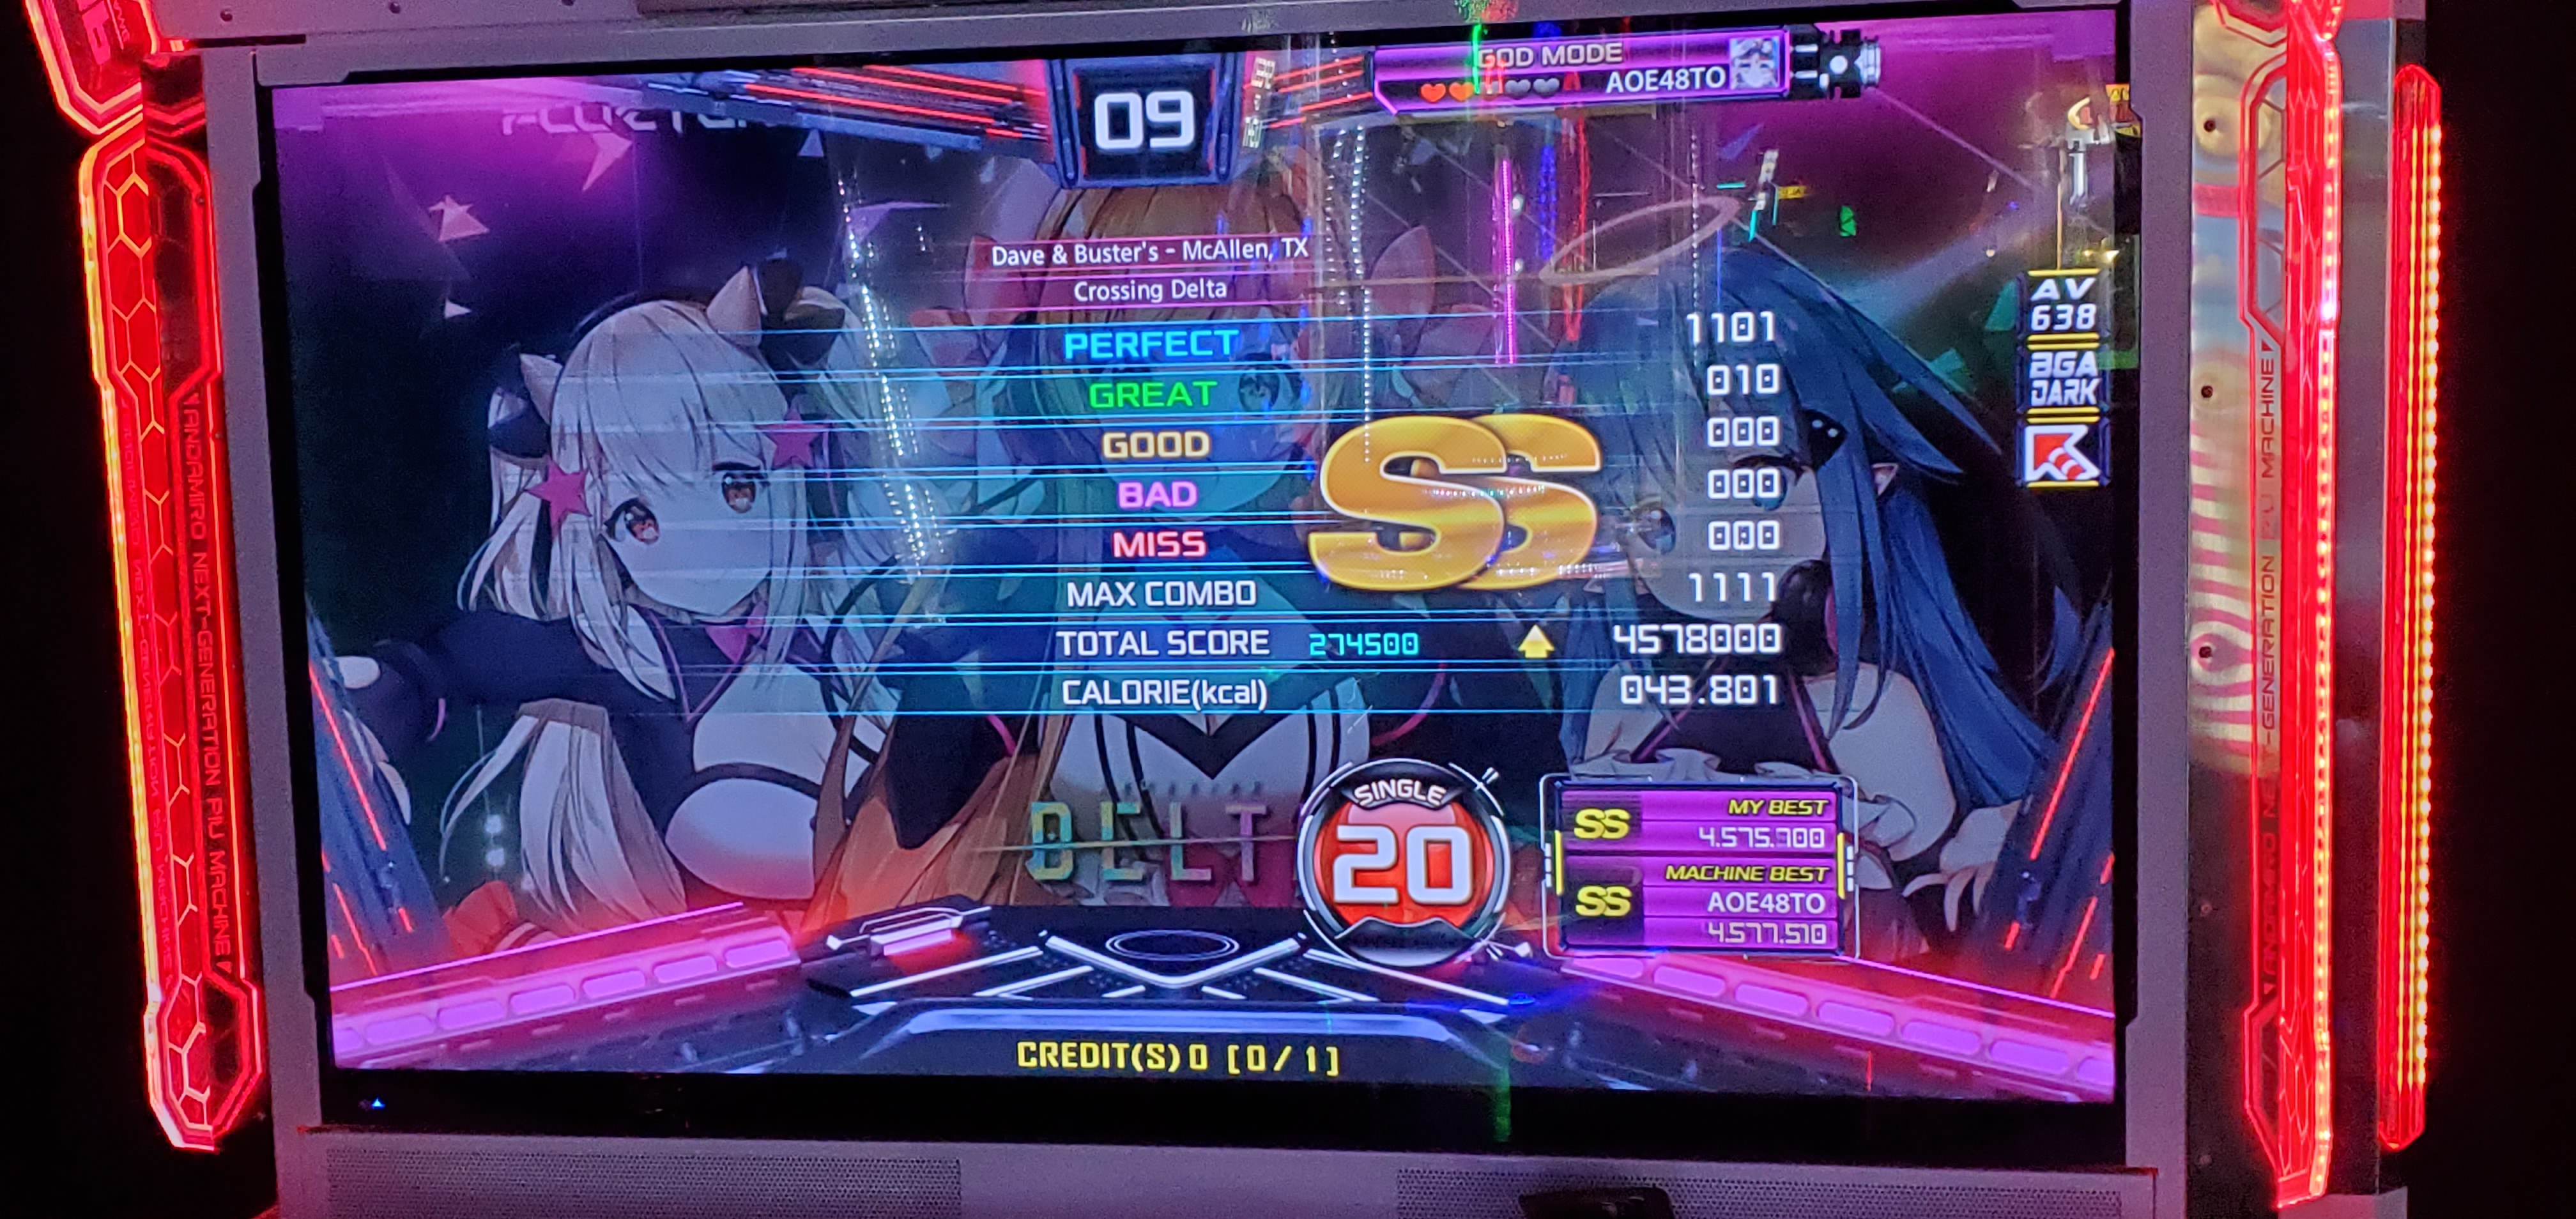 GOD MODE
AOE48TO
09
Dave & Buster's - McAllen, TX
Crossing Delta
PERFECT 1101
GREAT 010
GOOD 000
BAD 000
MISS 000
SS
MAX COMBO 1111
TOTAL SCORE 274500 4578000
CALORIE(kcal) 043.801
AV
638
BGA
DARK
SINGLE
20
SS MY BEST
4.575.700
MACHINE BEST
SS AOE48TO
4.577.510
CREDIT(S) 0 [0/1]
ANDAMIRO NEXT-GENERATION PIU MACHINE